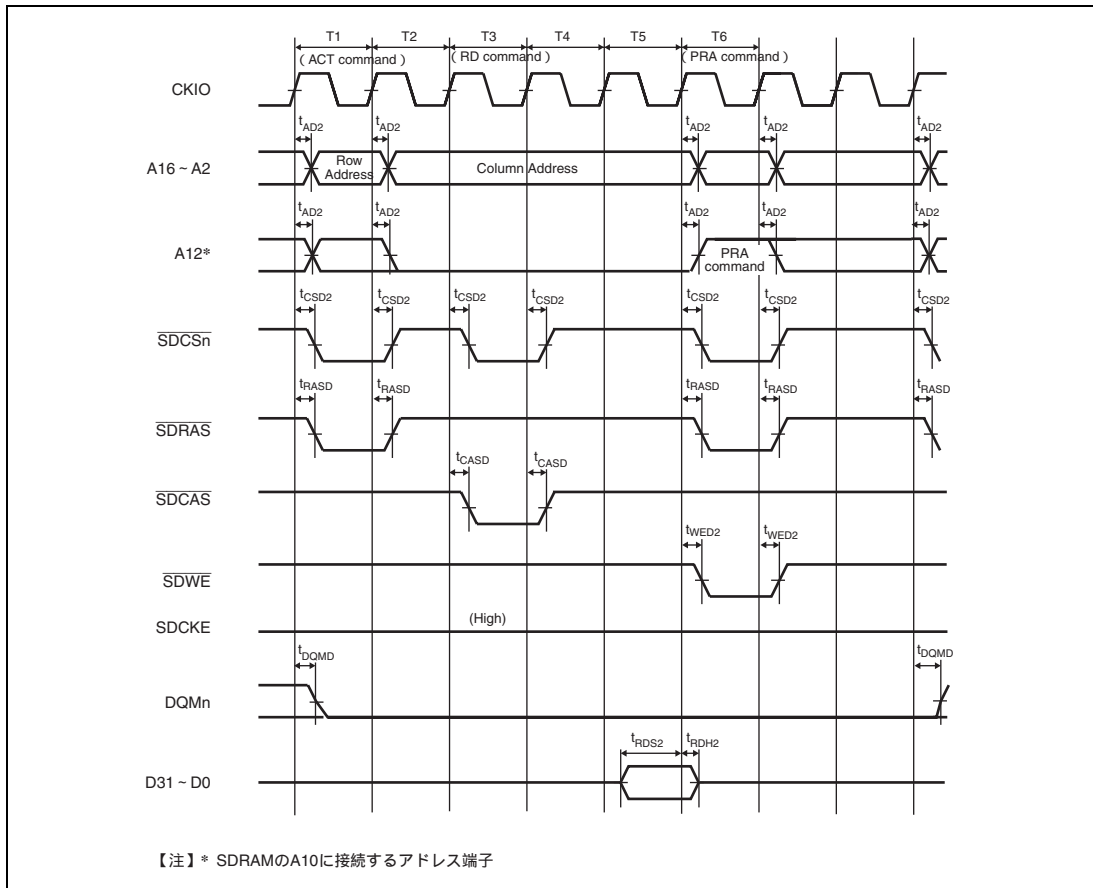 T1 T2 T3 T4 T5 T6
( ACT command ) ( RD command ) ( PRA command )
CKIO
tAD2 tAD2 tAD2 tAD2 tAD2
A16 ~ A2 Row Address Column Address
tAD2 tAD2 tAD2 tAD2 tAD2
A12* PRA command
tCSD2 tCSD2 tCSD2 tCSD2 tCSD2 tCSD2 tCSD2
SDCSn
tRASD tRASD tRASD tRASD tRASD
SDRAS
tCASD tCASD
SDCAS
tWED2 tWED2
SDWE
(High)
SDCKE
tDQMD tDQMD
DQMn
tRDS2 tRDH2
D31 ~ D0
【注】* SDRAMのA10に接続するアドレス端子